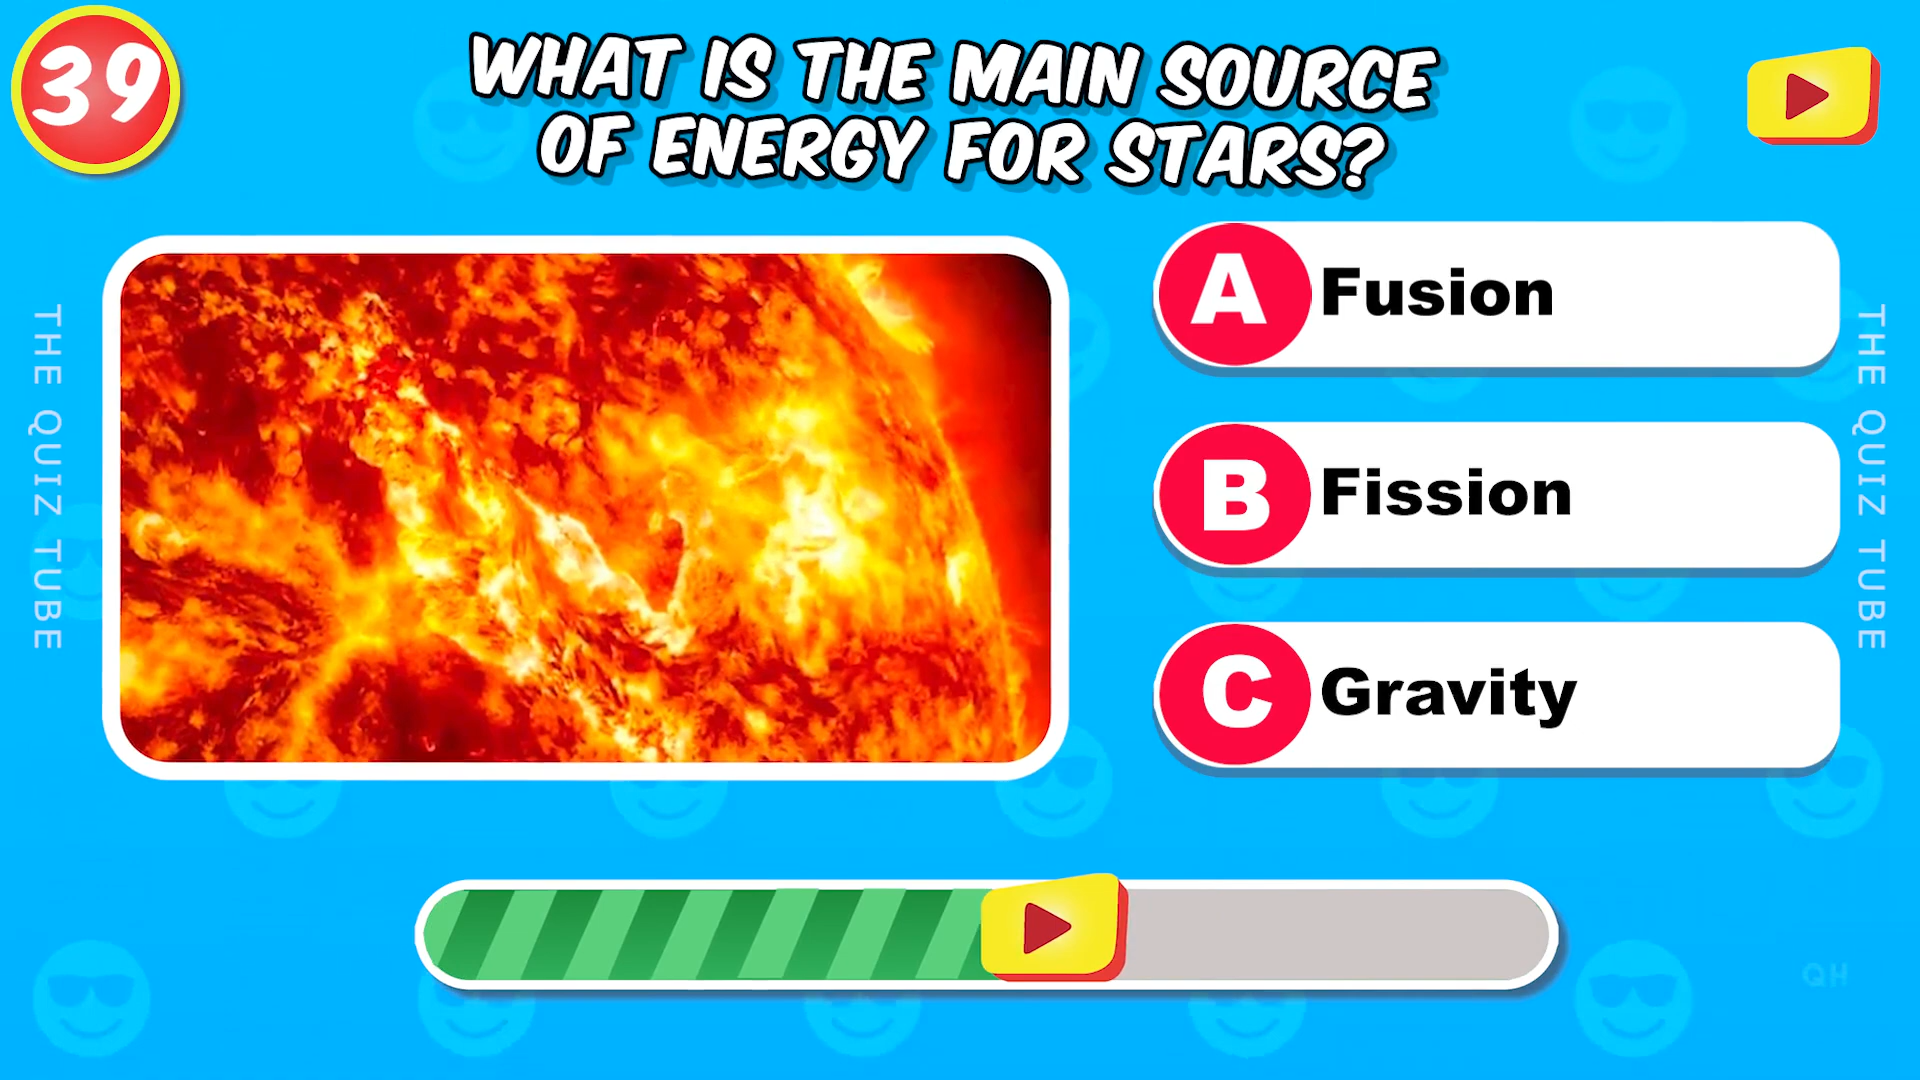 39
WHAT IS THE MAIN SOURCE
OF ENERGY FOR STARS?
THE QUIZ TUBE
A Fusion
B Fission
C Gravity
THE QUIZ TUBE
QH